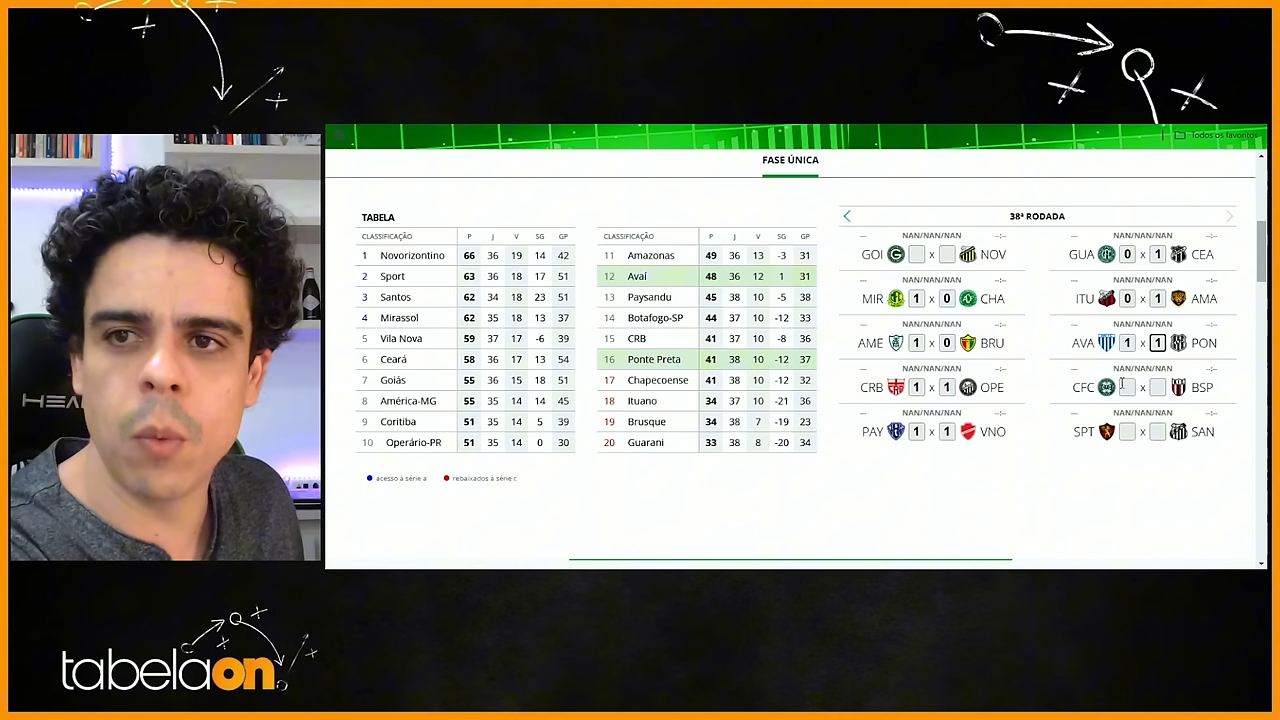 Todos os favoritos
FASE ÚNICA
TABELA
CLASSIFICAÇÃO P J V SG GP
1 Novorizontino 66 36 19 14 42
2 Sport 63 36 18 17 51
3 Santos 62 34 18 23 51
4 Mirassol 62 35 18 13 37
5 Vila Nova 59 37 17 -6 39
6 Ceará 58 36 17 13 54
7 Goiás 55 36 15 18 51
8 América-MG 55 35 14 14 45
9 Coritiba 51 35 14 5 39
10 Operário-PR 51 35 14 0 30
acesso à série a
rebaixados à série c
CLASSIFICAÇÃO P J V SG GP
11 Amazonas 49 36 13 -3 31
12 Avaí 48 36 12 1 31
13 Paysandu 45 38 10 -5 38
14 Botafogo-SP 44 37 10 -12 33
15 CRB 41 37 10 -8 36
16 Ponte Preta 41 38 10 -12 37
17 Chapecoense 41 38 10 -12 32
18 Ituano 34 37 10 -21 36
19 Brusque 34 38 7 -19 23
20 Guarani 33 38 8 -20 34
38ª RODADA
-- NAN/NAN/NAN --:-
GOI x NOV
-- NAN/NAN/NAN --:-
GUA 0 x 1 CEA
-- NAN/NAN/NAN --:-
MIR 1 x 0 CHA
-- NAN/NAN/NAN --:-
ITU 0 x 1 AMA
-- NAN/NAN/NAN --:-
AME 1 x 0 BRU
-- NAN/NAN/NAN --:-
AVA 1 x 1 PON
-- NAN/NAN/NAN --:-
CRB 1 x 1 OPE
-- NAN/NAN/NAN --:-
CFC x BSP
-- NAN/NAN/NAN --:-
PAY 1 x 1 VNO
-- NAN/NAN/NAN --:-
SPT x SAN
tabelaon